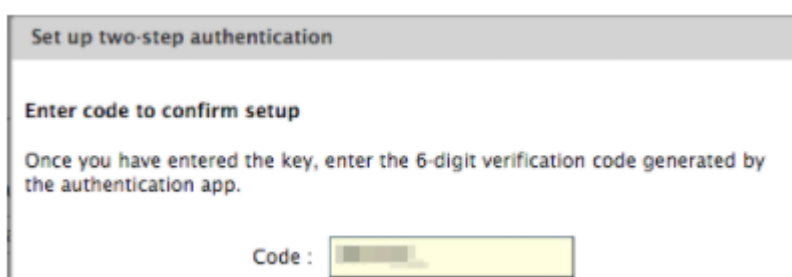 Set up two-step authentication
Enter code to confirm setup
Once you have entered the key, enter the 6-digit verification code generated by
the authentication app.
Code :